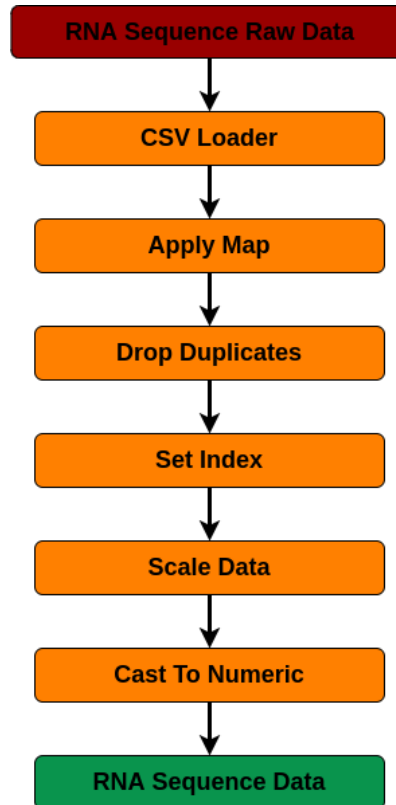 RNA Sequence Raw Data
CSV Loader
Apply Map
Drop Duplicates
Set Index
Scale Data
Cast To Numeric
RNA Sequence Data